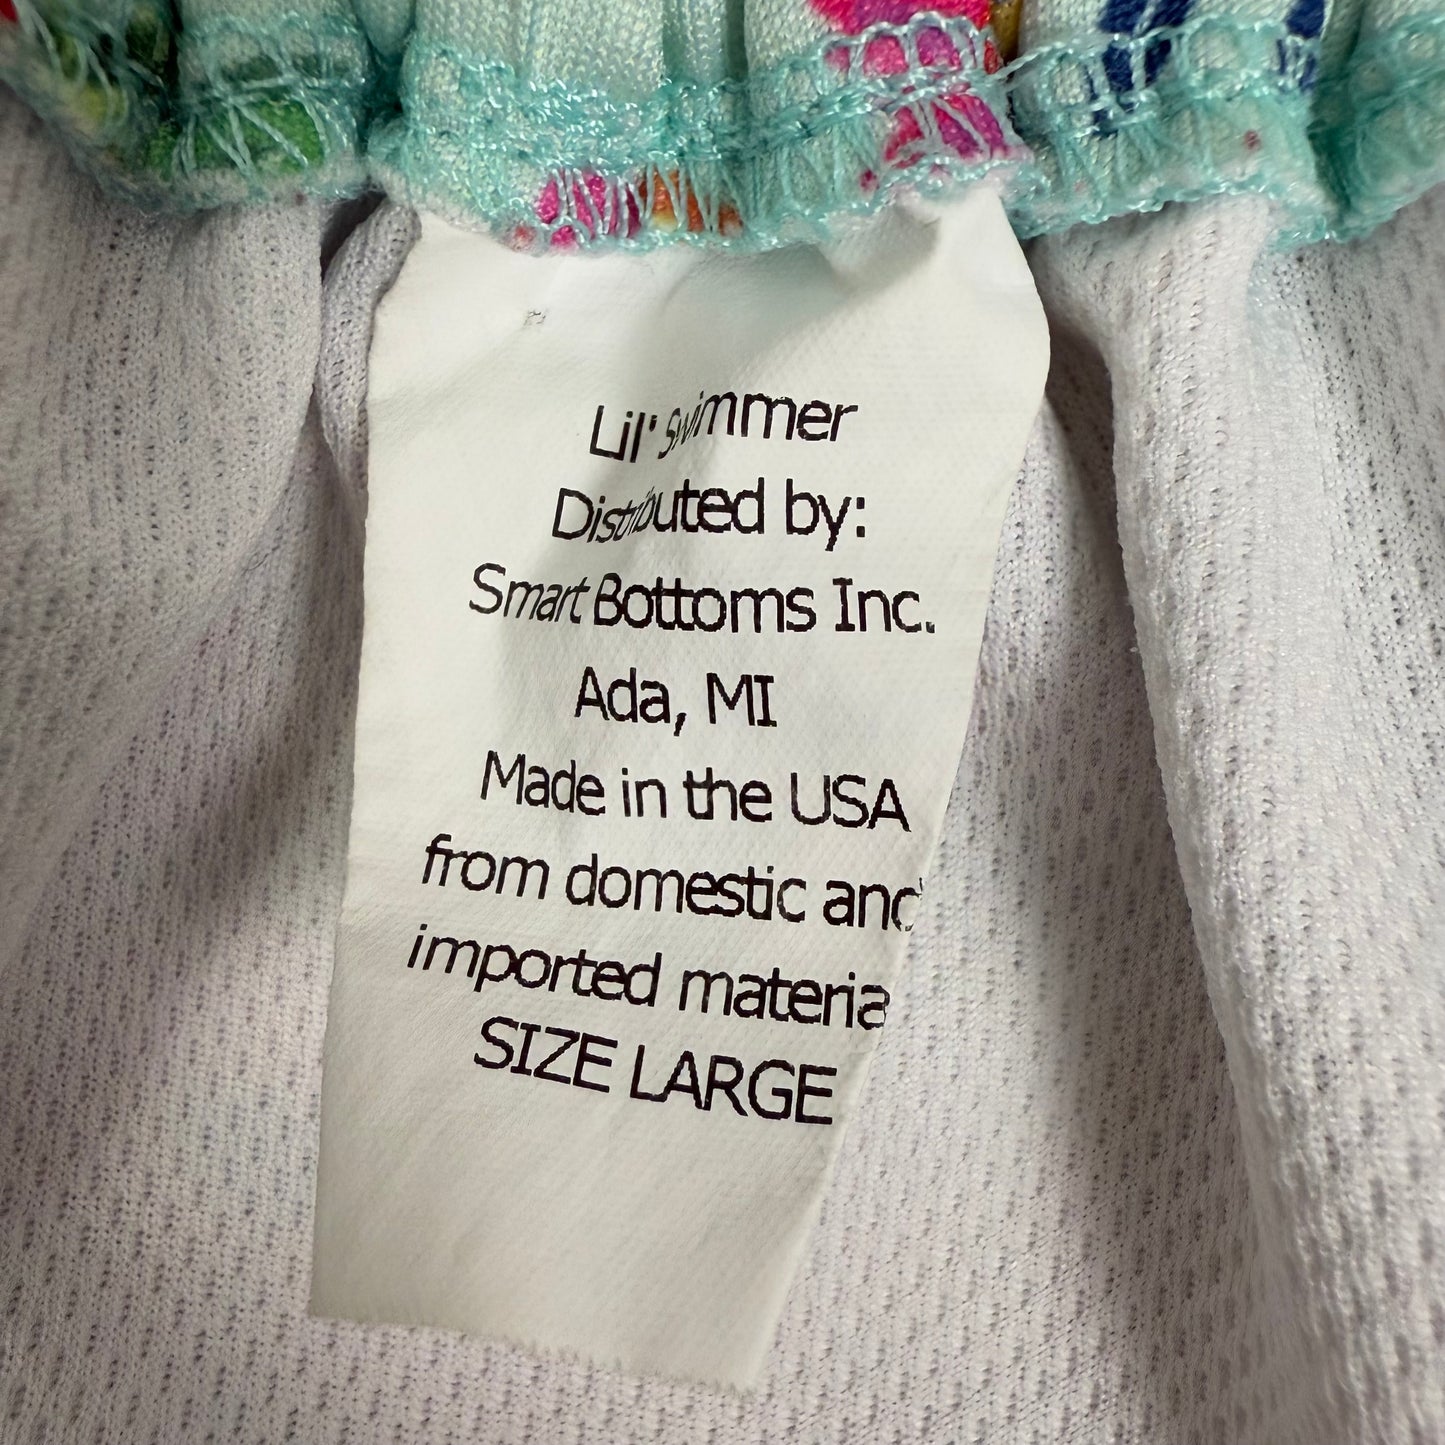 Lil' Swimmer
Distributed by:
Smart Bottoms Inc.
Ada, MI
Made in the USA
from domestic and
imported materia
SIZE LARGE